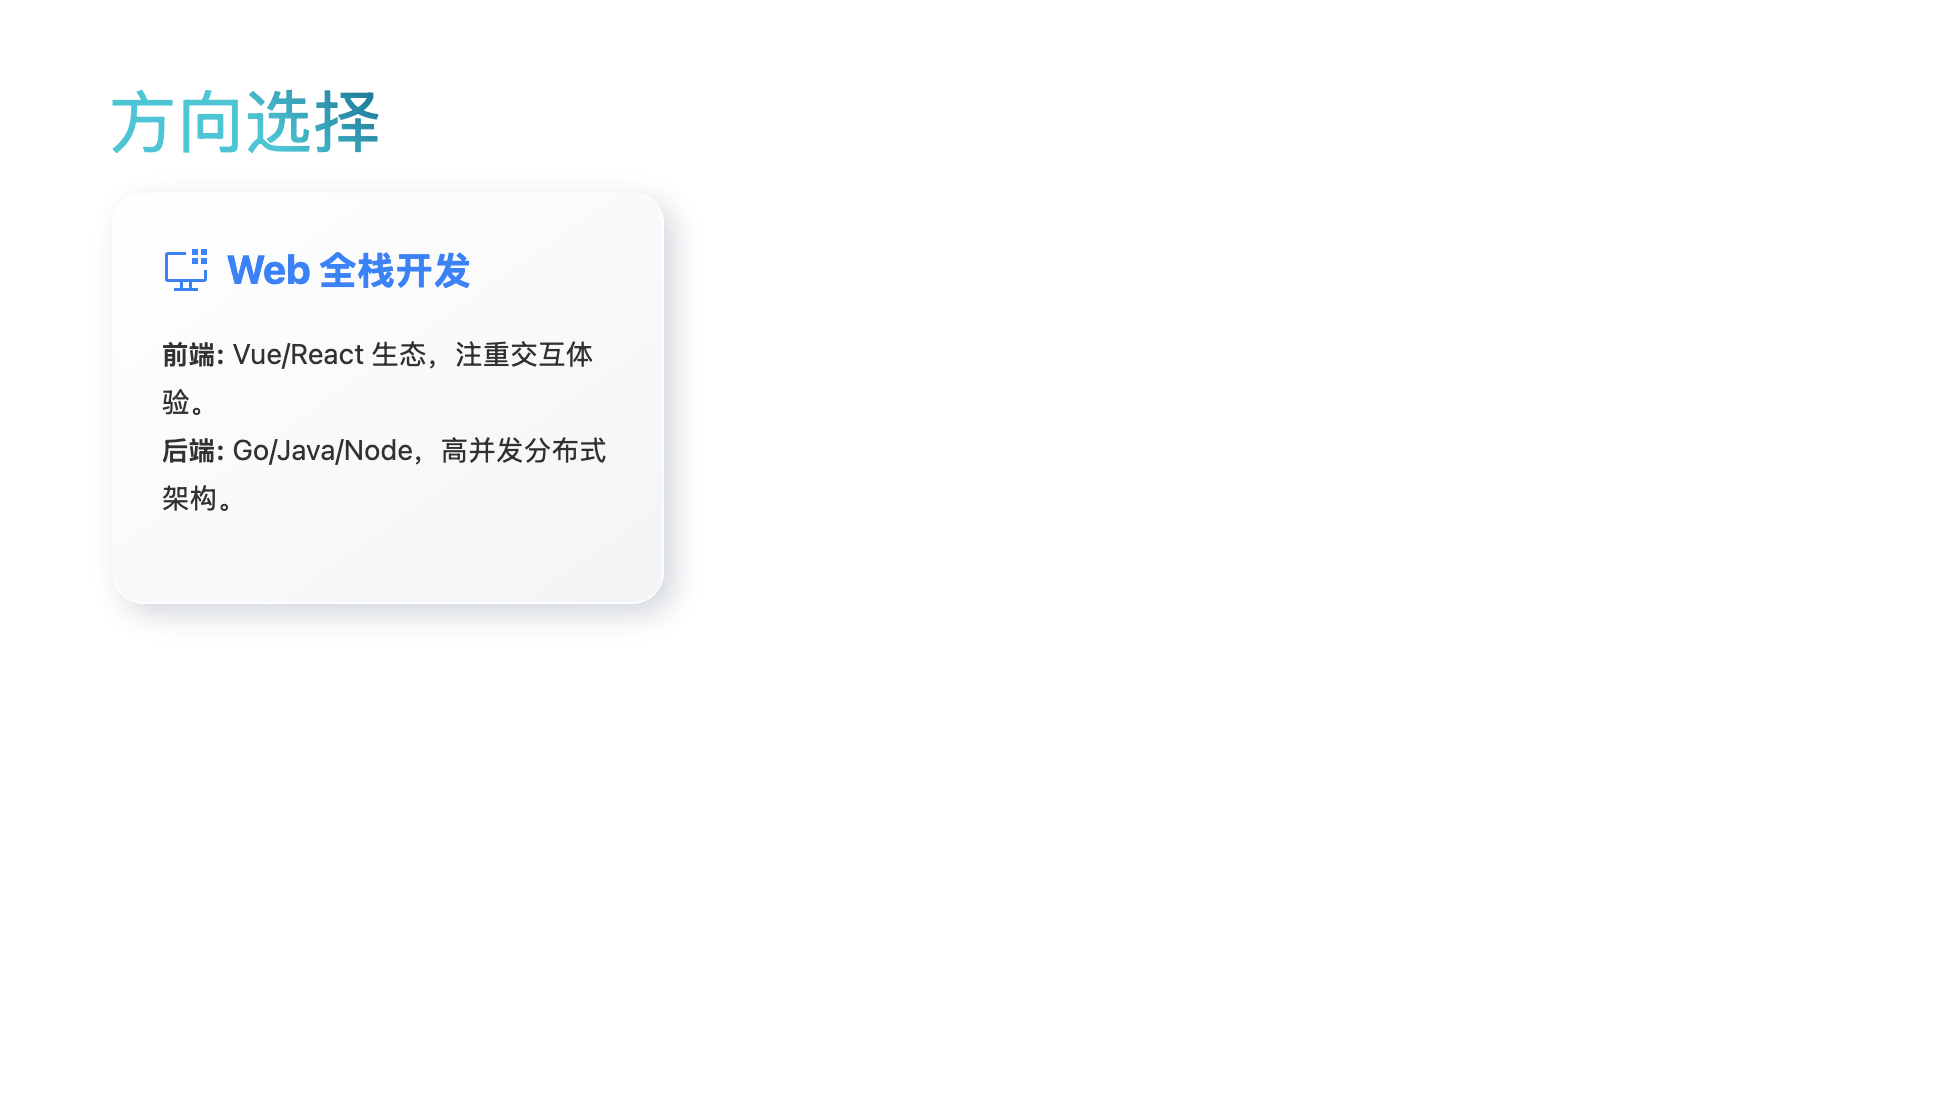 方向选择
Web 全栈开发
前端: Vue/React 生态，注重交互体
验。
后端: Go/Java/Node，高并发分布式
架构。